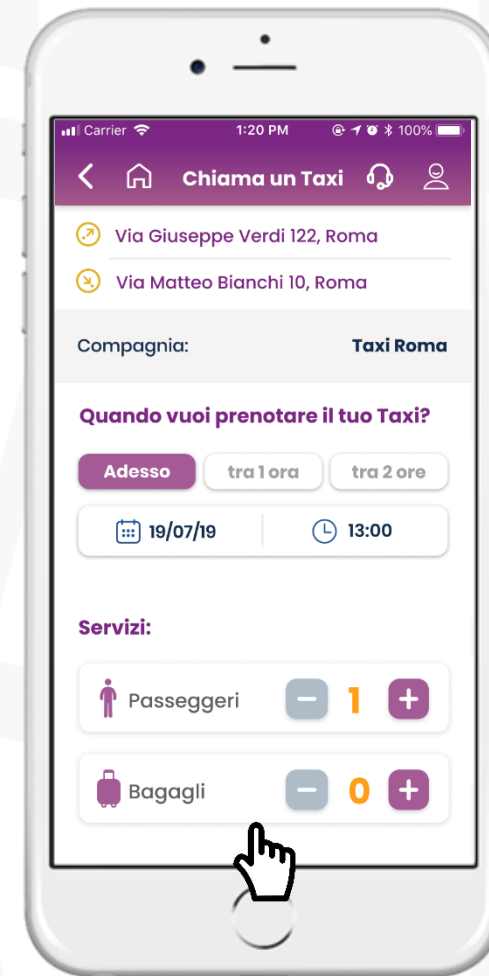 Carrier 1:20 PM 100%
Chiama un Taxi
Via Giuseppe Verdi 122, Roma
Via Matteo Bianchi 10, Roma
Compagnia: Taxi Roma
Quando vuoi prenotare il tuo Taxi?
Adesso tra 1 ora tra 2 ore
19/07/19 13:00
Servizi:
Passeggeri − 1 +
Bagagli − 0 +